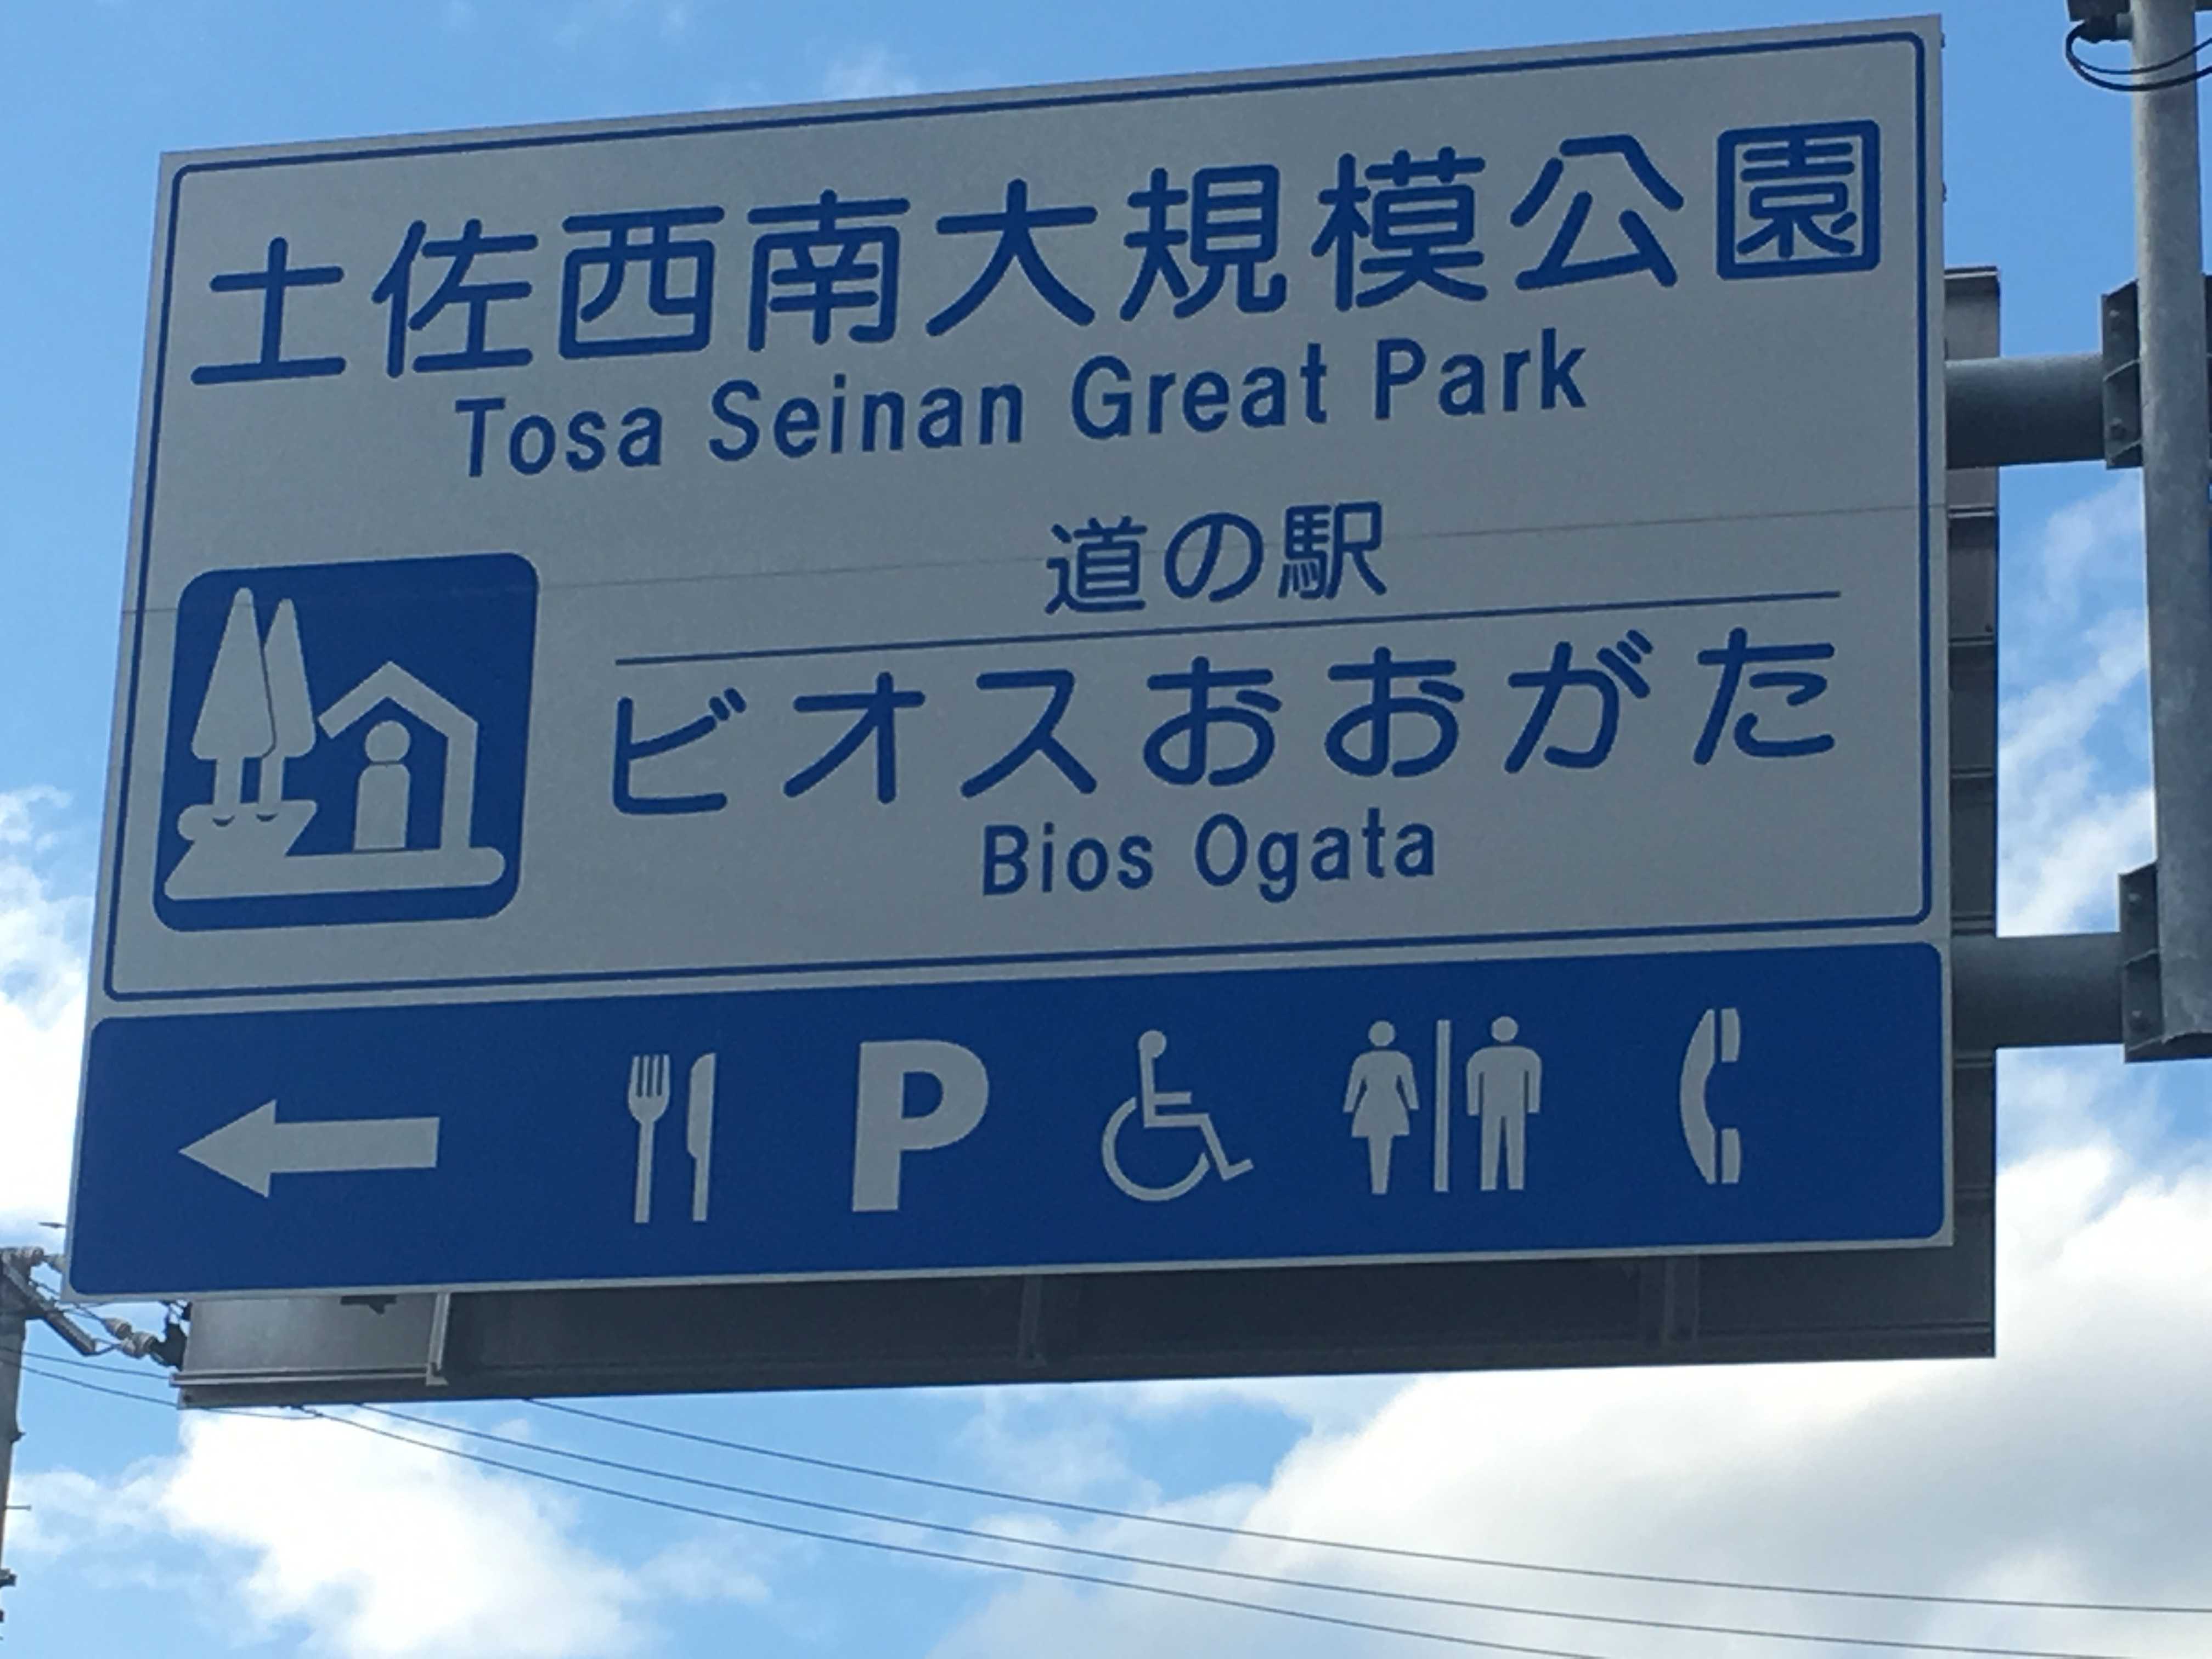 土佐西南大規模公園
Tosa Seinan Great Park
道の駅
ビオスおおがた
Bios Ogata
P